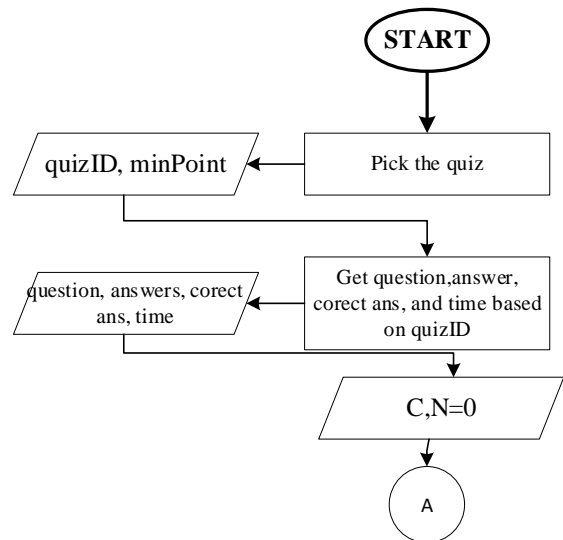 START
Pick the quiz
quizID, minPoint
Get question,answer,
corect ans, and time based
on quizID
question, answers, corect
ans, time
C,N=0
A